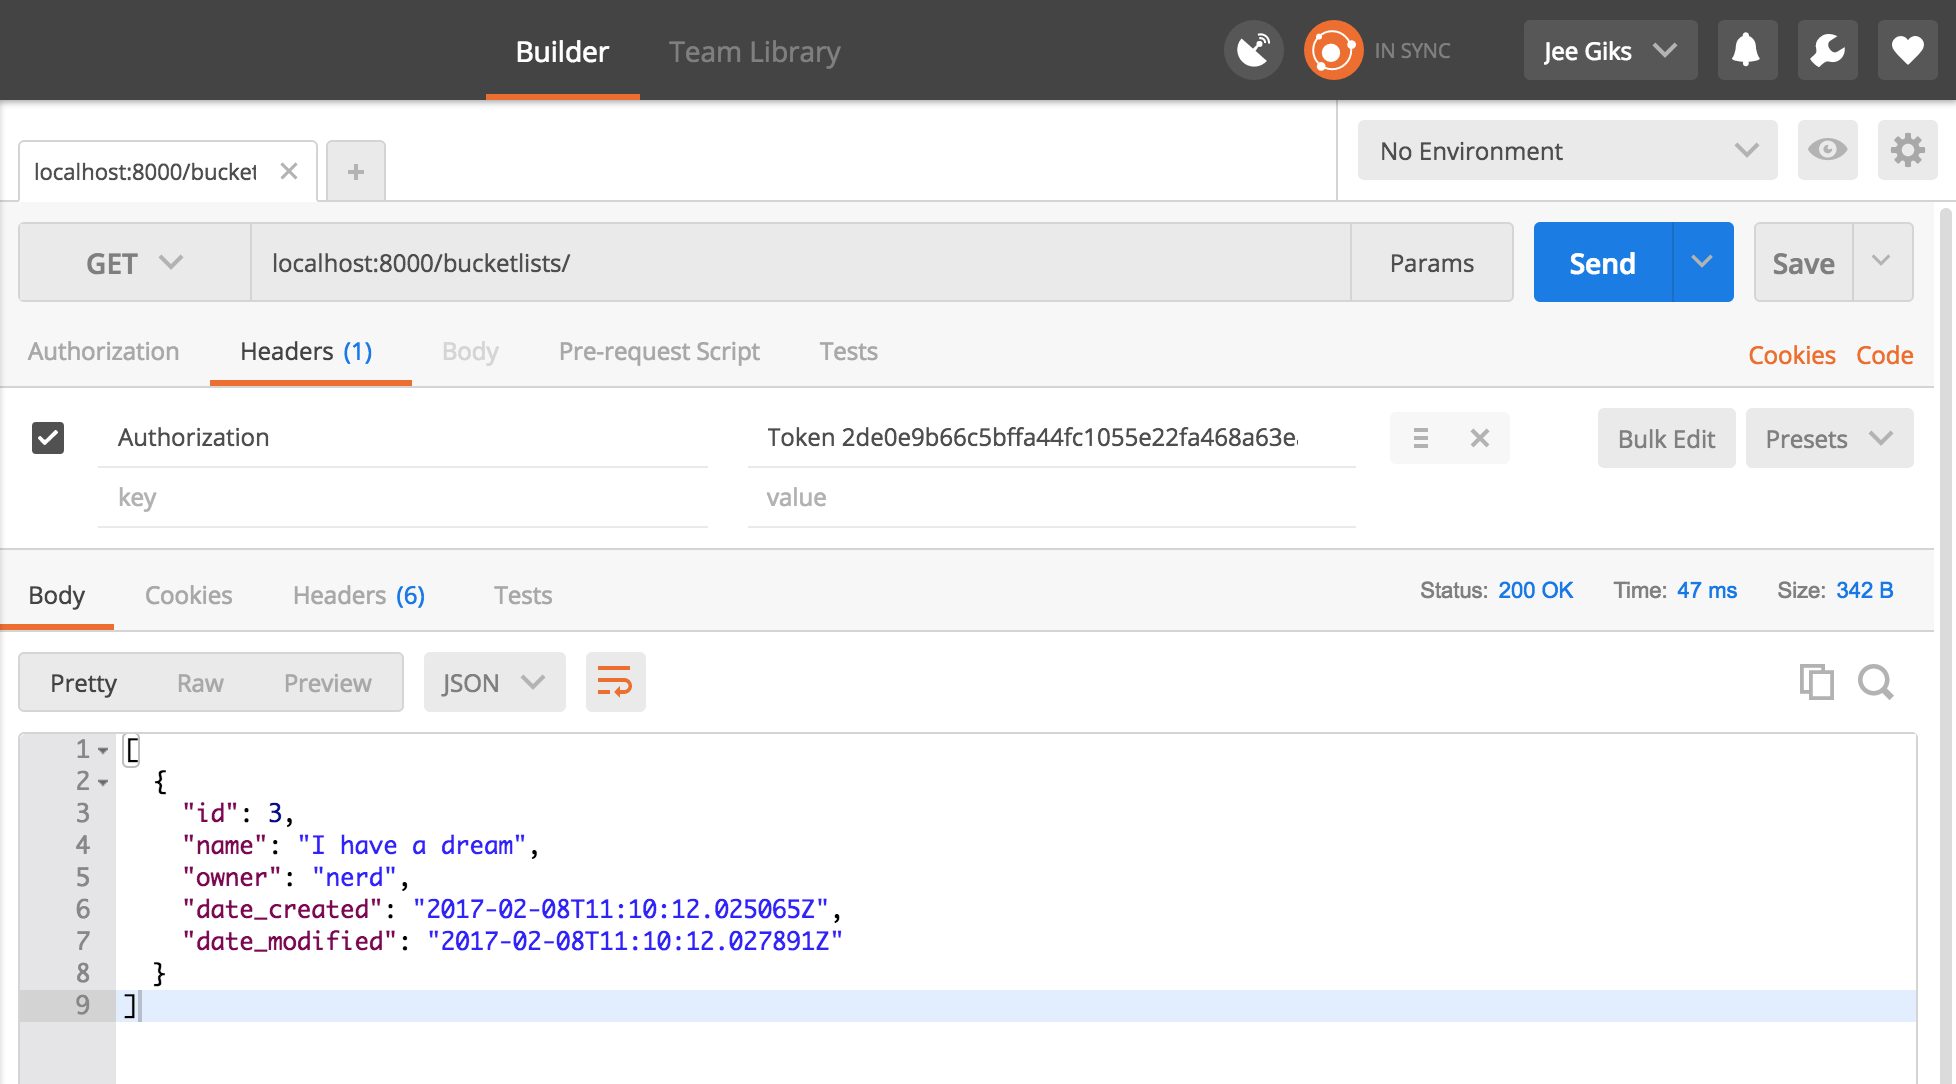 Builder Team Library IN SYNC Jee Giks
localhost:8000/bucket No Environment
GET localhost:8000/bucketlists/ Params Send Save
Authorization Headers (1) Body Pre-request Script Tests Cookies Code
Authorization Token 2de0e9b66c5bffa44fc1055e22fa468a63e Bulk Edit Presets
key value
Body Cookies Headers (6) Tests Status: 200 OK Time: 47 ms Size: 342 B
Pretty Raw Preview JSON
1 [
2 {
3 "id": 3,
4 "name": "I have a dream",
5 "owner": "nerd",
6 "date_created": "2017-02-08T11:10:12.025065Z",
7 "date_modified": "2017-02-08T11:10:12.027891Z"
8 }
9 ]